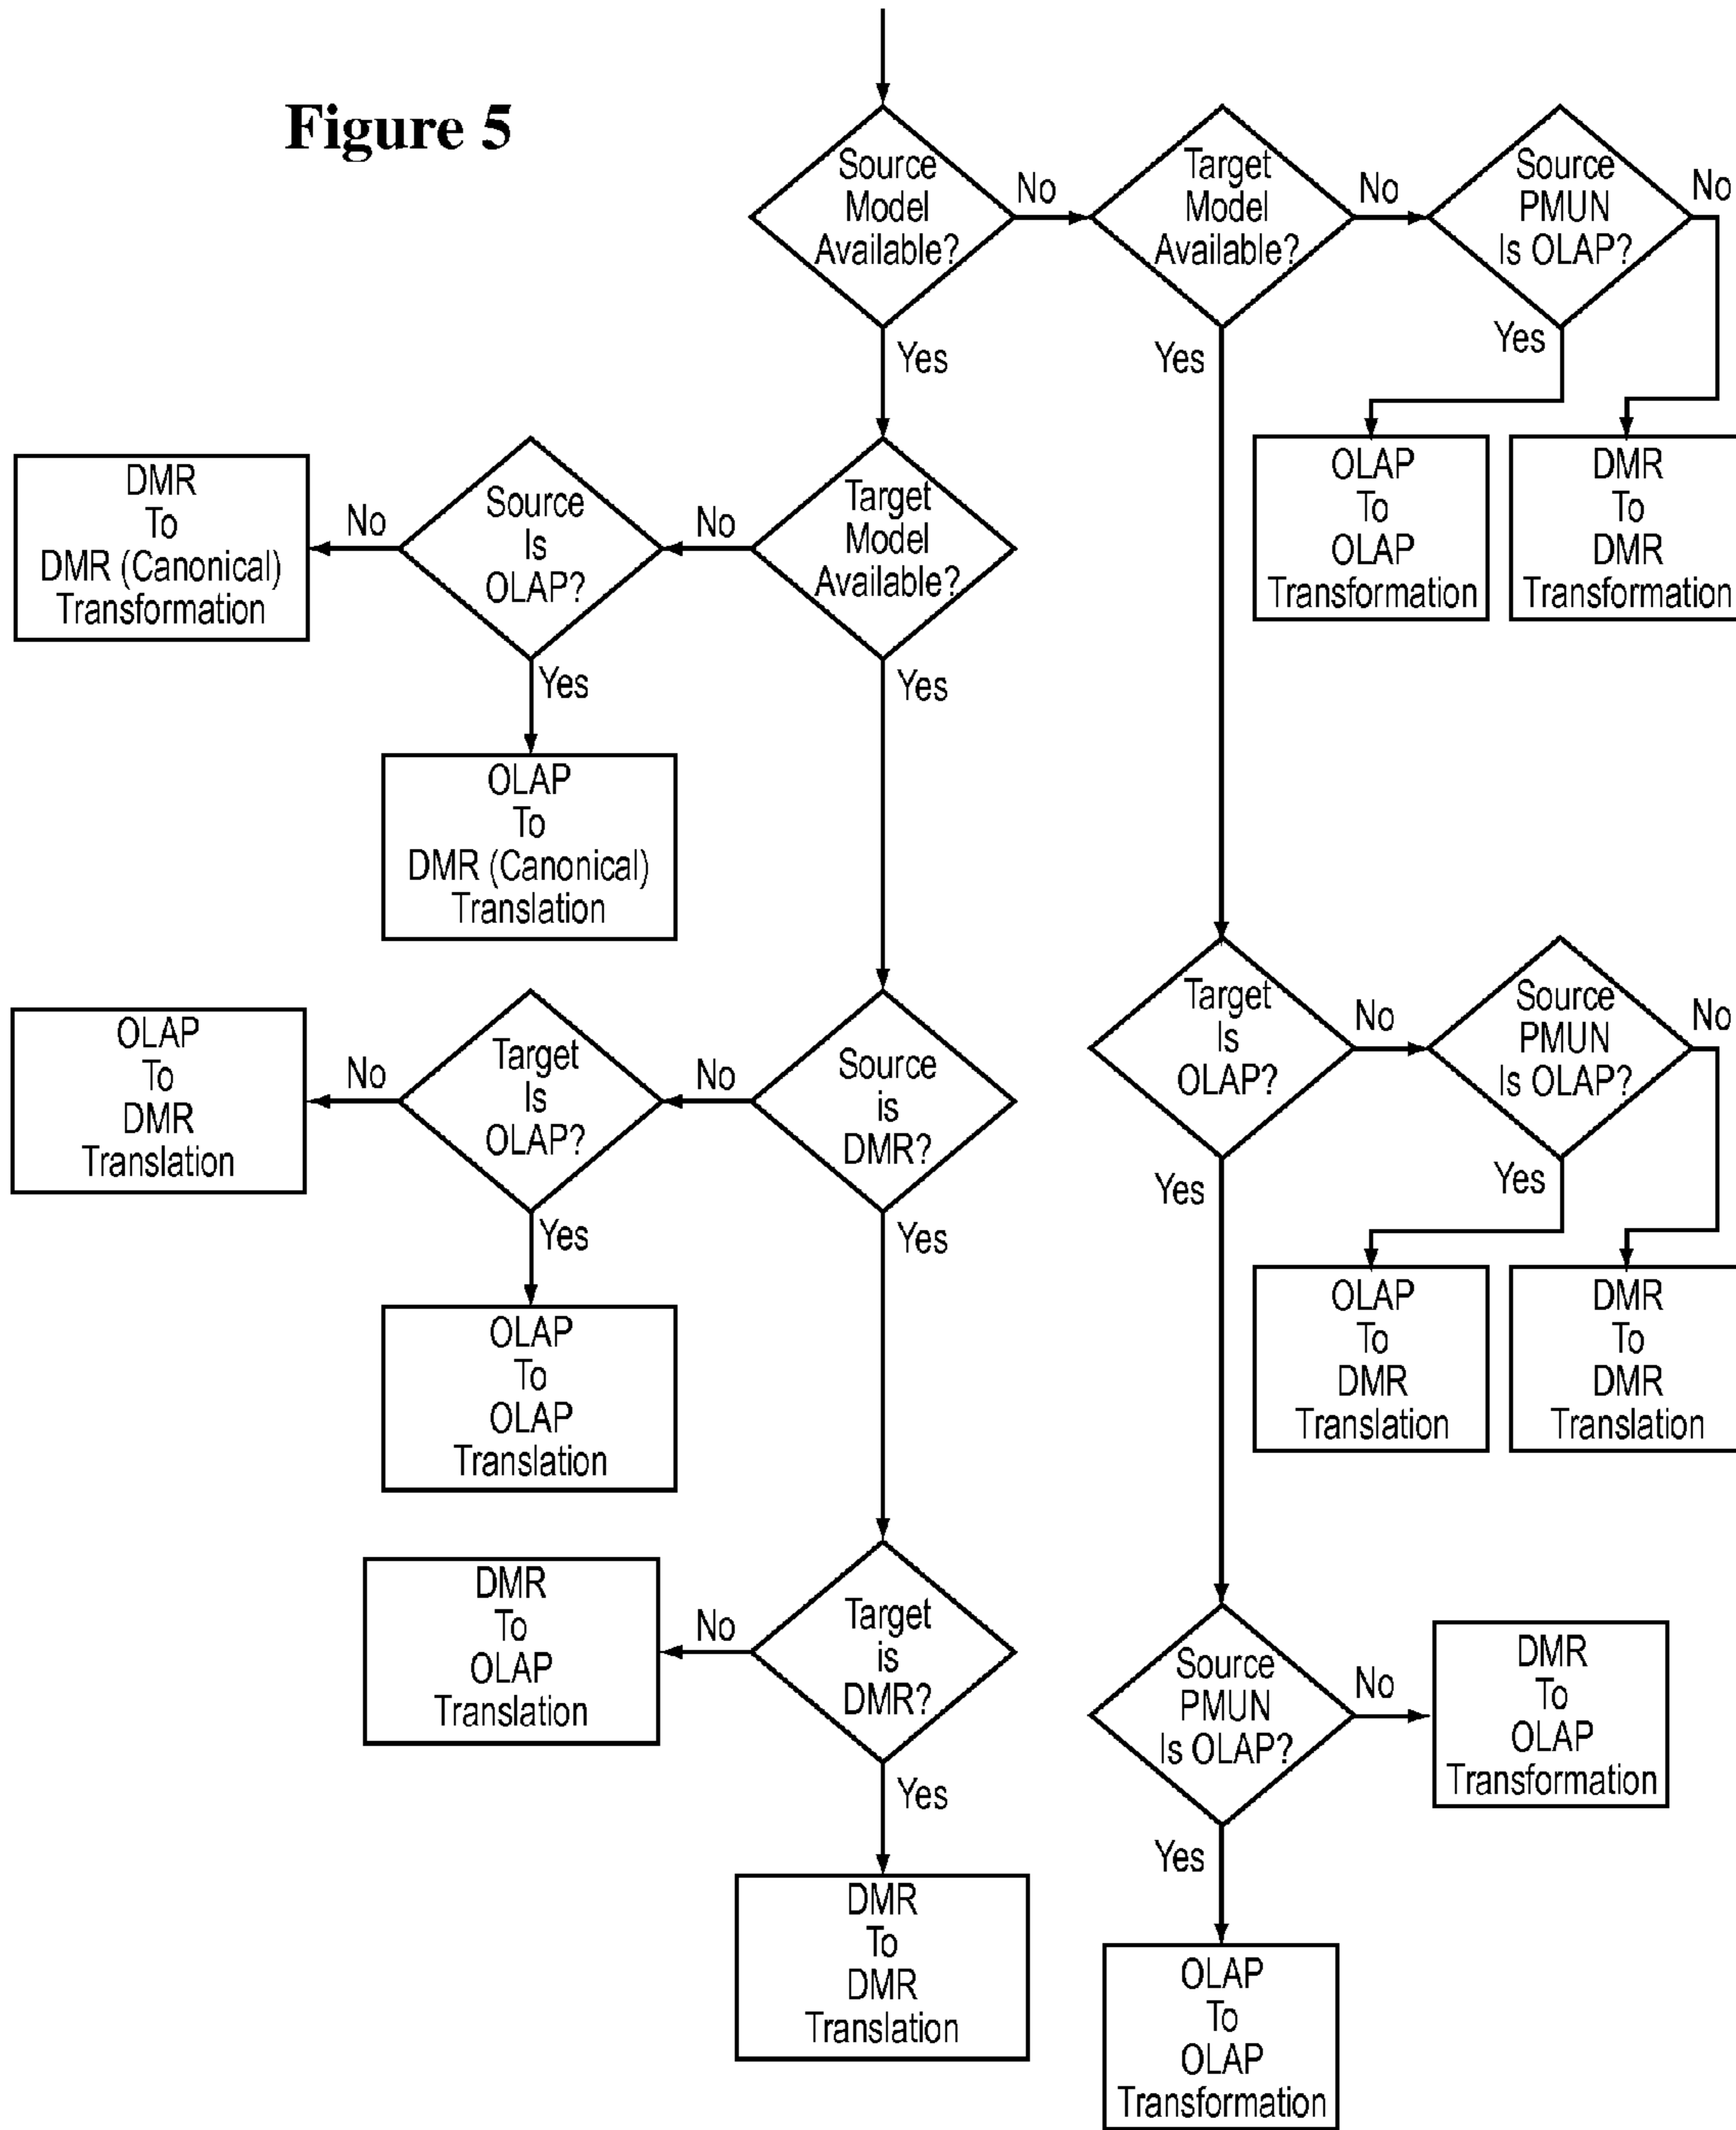 Figure 5
Source
Model
Available?
No
Target
Model
Available?
No
Source
PMUN
Is OLAP?
No
Yes
Yes
Yes
OLAP
To
OLAP
Transformation
DMR
To
DMR
Transformation
DMR
To
DMR (Canonical)
Transformation
No
Source
Is
OLAP?
No
Target
Model
Available?
Yes
Yes
OLAP
To
DMR (Canonical)
Translation
Target
Is
OLAP?
No
Source
PMUN
Is OLAP?
No
Yes
Yes
OLAP
To
DMR
Translation
DMR
To
DMR
Translation
OLAP
To
DMR
Translation
No
Target
Is
OLAP?
No
Source
is
DMR?
Yes
Yes
OLAP
To
OLAP
Translation
DMR
To
OLAP
Translation
No
Target
is
DMR?
Yes
DMR
To
DMR
Translation
Source
PMUN
Is OLAP?
No
DMR
To
OLAP
Transformation
Yes
OLAP
To
OLAP
Transformation